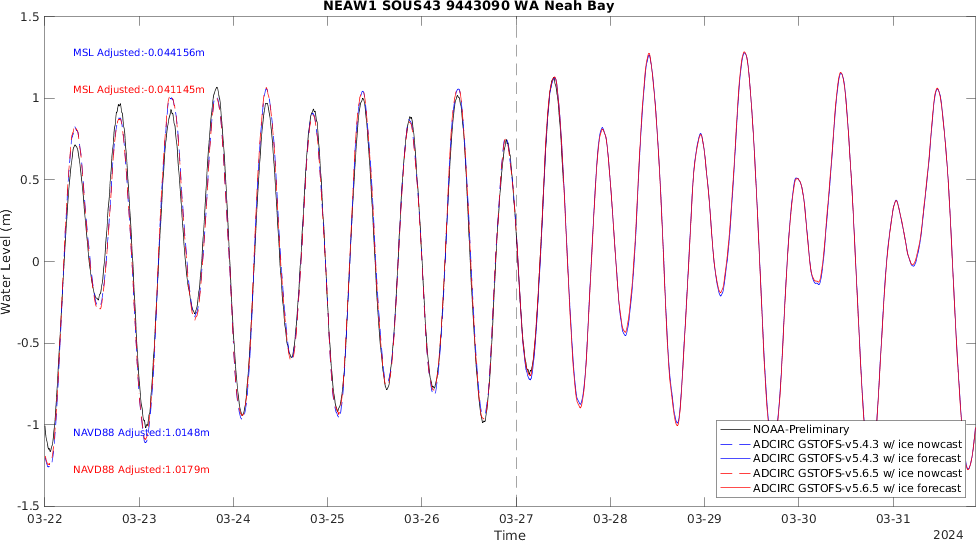 NEAW1 SOUS43 9443090 WA Neah Bay
1.5
MSL Adjusted:-0.044156m
MSL Adjusted:-0.041145m
1
0.5
0
-0.5
-1
-1.5
Water Level (m)
NAVD88 Adjusted:1.0148m
NAVD88 Adjusted:1.0179m
NOAA-Preliminary
ADCIRC GSTOFS-v5.4.3 w/ ice nowcast
ADCIRC GSTOFS-v5.4.3 w/ ice forecast
ADCIRC GSTOFS-v5.6.5 w/ ice nowcast
ADCIRC GSTOFS-v5.6.5 w/ ice forecast
03-22 03-23 03-24 03-25 03-26 03-27 03-28 03-29 03-30 03-31
Time
2024